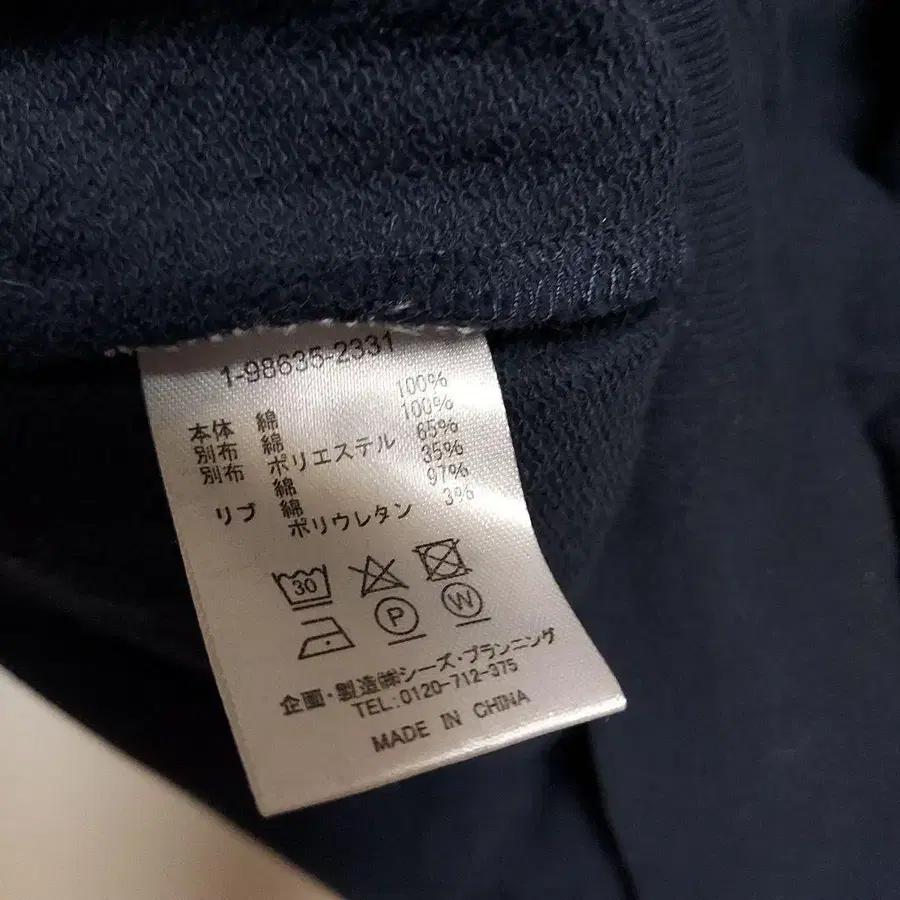 1-98635-2331
本体 綿 100%
別布 綿 100%
別布 ポリエステル 65%
綿 35%
リブ 綿 97%
ポリウレタン 3%
30
P W
企画・製造㈱シーズ・プランニング
TEL:0120-712-375
MADE IN CHINA